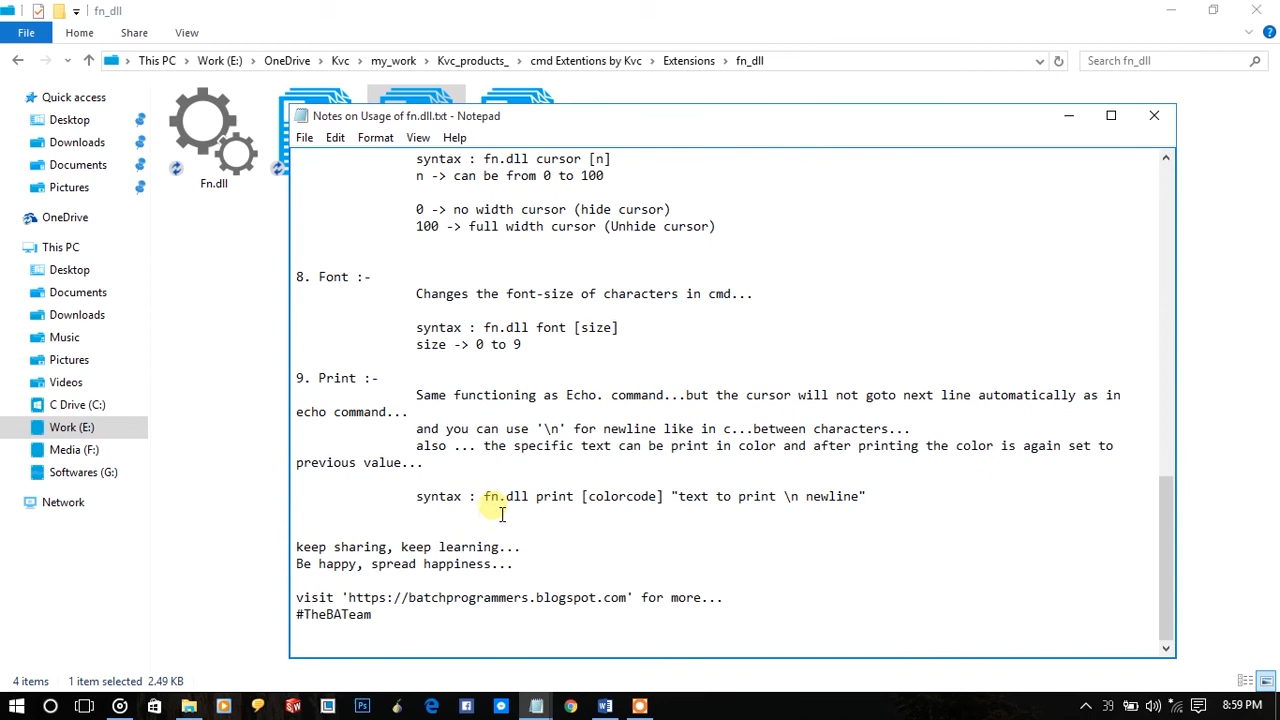 fn_dll
File Home Share View
This PC Work (E:) OneDrive Kvc my_work Kvc_products_ cmd Extentions by Kvc Extensions fn_dll Search fn_dll
Quick access
Desktop
Downloads
Documents
Pictures
OneDrive
This PC
Desktop
Documents
Downloads
Music
Pictures
Videos
C Drive (C:)
Work (E:)
Media (F:)
Softwares (G:)
Network
Fn.dll
Notes on Usage of fn.dll.txt - Notepad
File Edit Format View Help
syntax : fn.dll cursor [n]
n -> can be from 0 to 100
0 -> no width cursor (hide cursor)
100 -> full width cursor (Unhide cursor)
8. Font :-
Changes the font-size of characters in cmd...
syntax : fn.dll font [size]
size -> 0 to 9
9. Print :-
Same functioning as Echo. command...but the cursor will not goto next line automatically as in
echo command...
and you can use '\n' for newline like in c...between characters...
also ... the specific text can be print in color and after printing the color is again set to
previous value...
syntax : fn.dll print [colorcode] "text to print \n newline"
keep sharing, keep learning...
Be happy, spread happiness...
visit 'https://batchprogrammers.blogspot.com' for more...
#TheBATeam
4 items 1 item selected 2.49 KB
39 8:59 PM